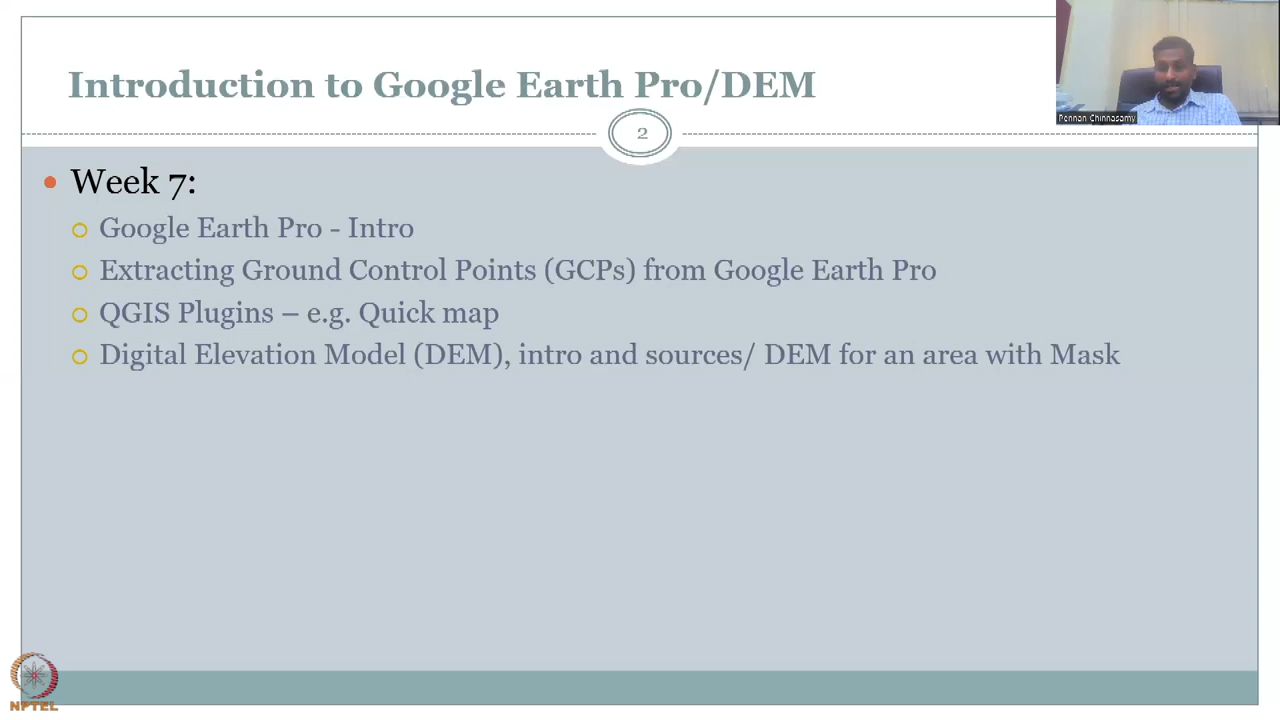 Introduction to Google Earth Pro/DEM
Pennan Chinnasamy
2
Week 7:
Google Earth Pro - Intro
Extracting Ground Control Points (GCPs) from Google Earth Pro
QGIS Plugins – e.g. Quick map
Digital Elevation Model (DEM), intro and sources/ DEM for an area with Mask
NPTEL